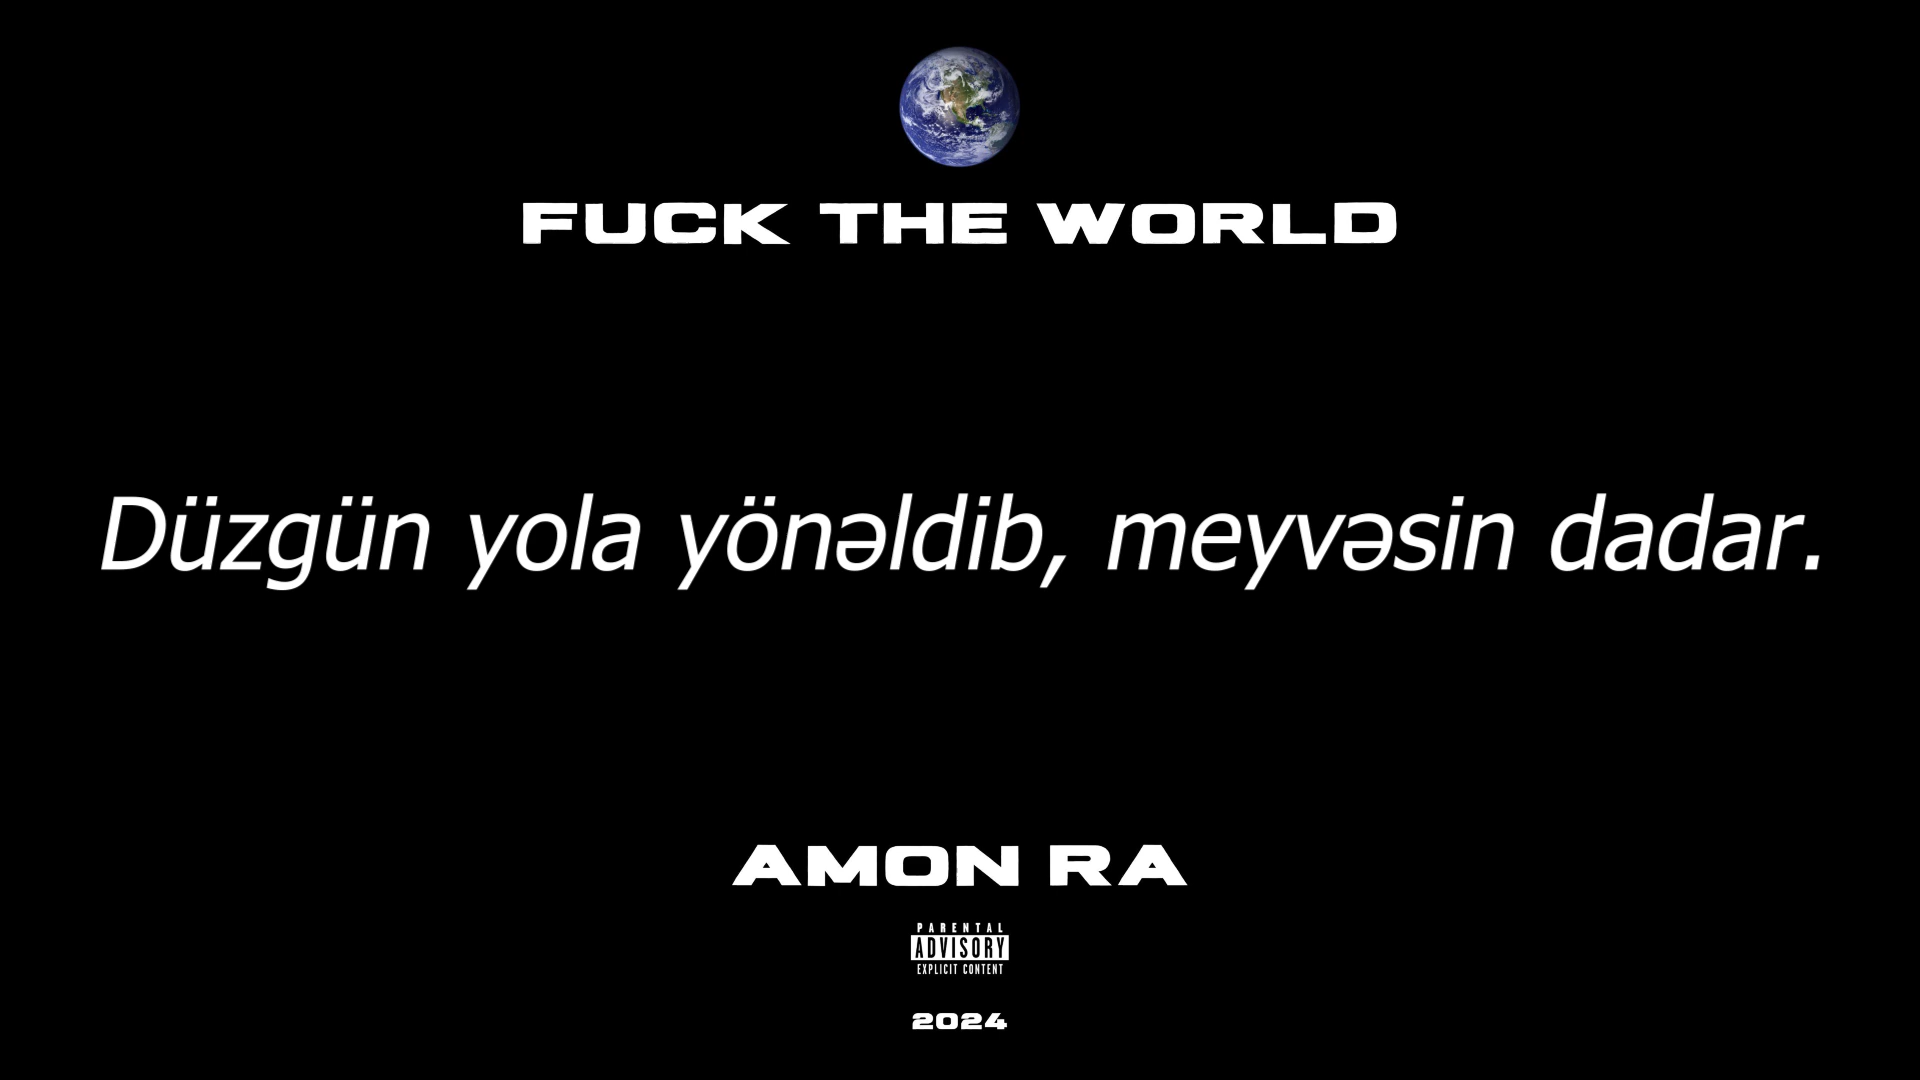 FUCK THE WORLD
Düzgün yola yönəldib, meyvəsin dadar.
AMON RA
PARENTAL
ADVISORY
EXPLICIT CONTENT
2024